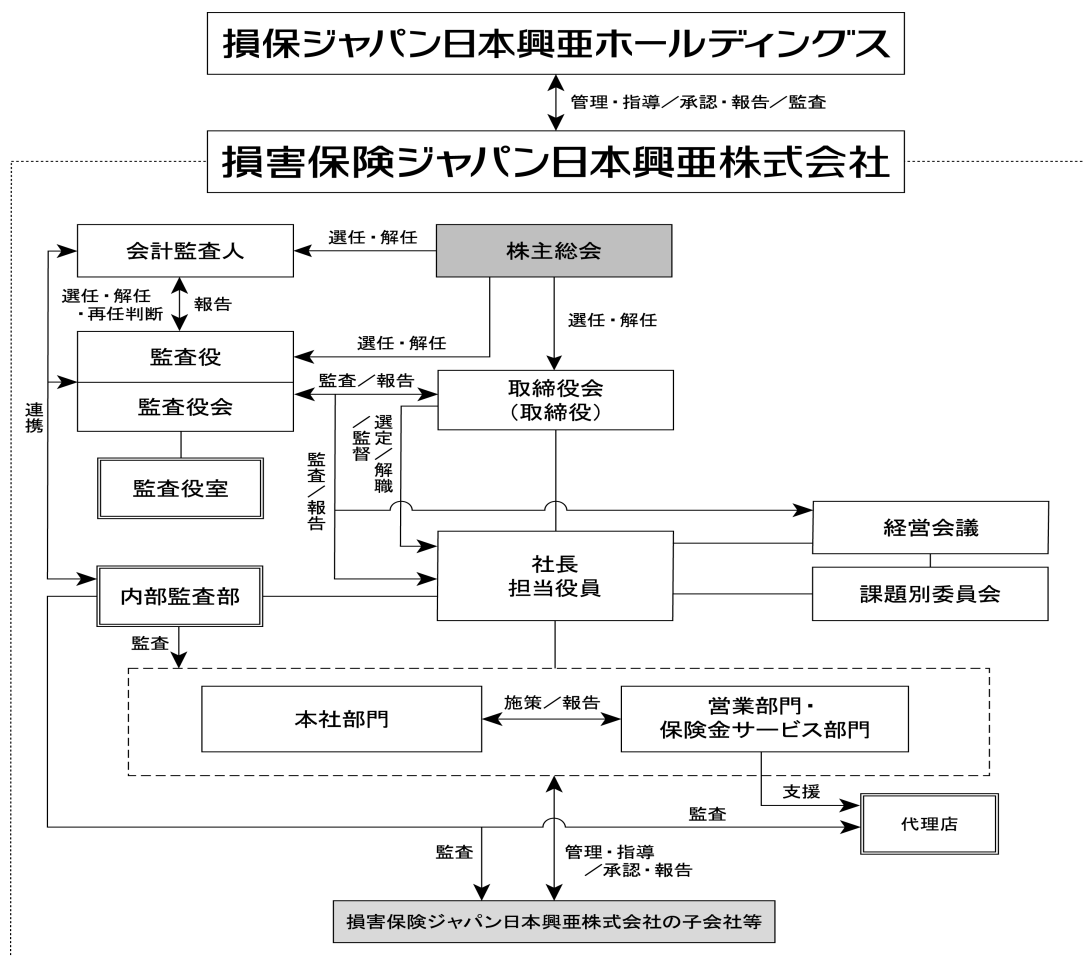 損保ジャパン日本興亜ホールディングス
管理・指導／承認・報告／監査
損害保険ジャパン日本興亜株式会社
会計監査人
選任・解任
株主総会
選任・解任
・再任判断
報告
選任・解任
選任・解任
監査役
監査役会
監査／報告
取締役会
（取締役）
連携
選定／解職
／監督
監査／報告
監査役室
経営会議
社長
担当役員
内部監査部
課題別委員会
監査
本社部門
施策／報告
営業部門・
保険金サービス部門
支援
監査
代理店
監査
管理・指導
／承認・報告
損害保険ジャパン日本興亜株式会社の子会社等